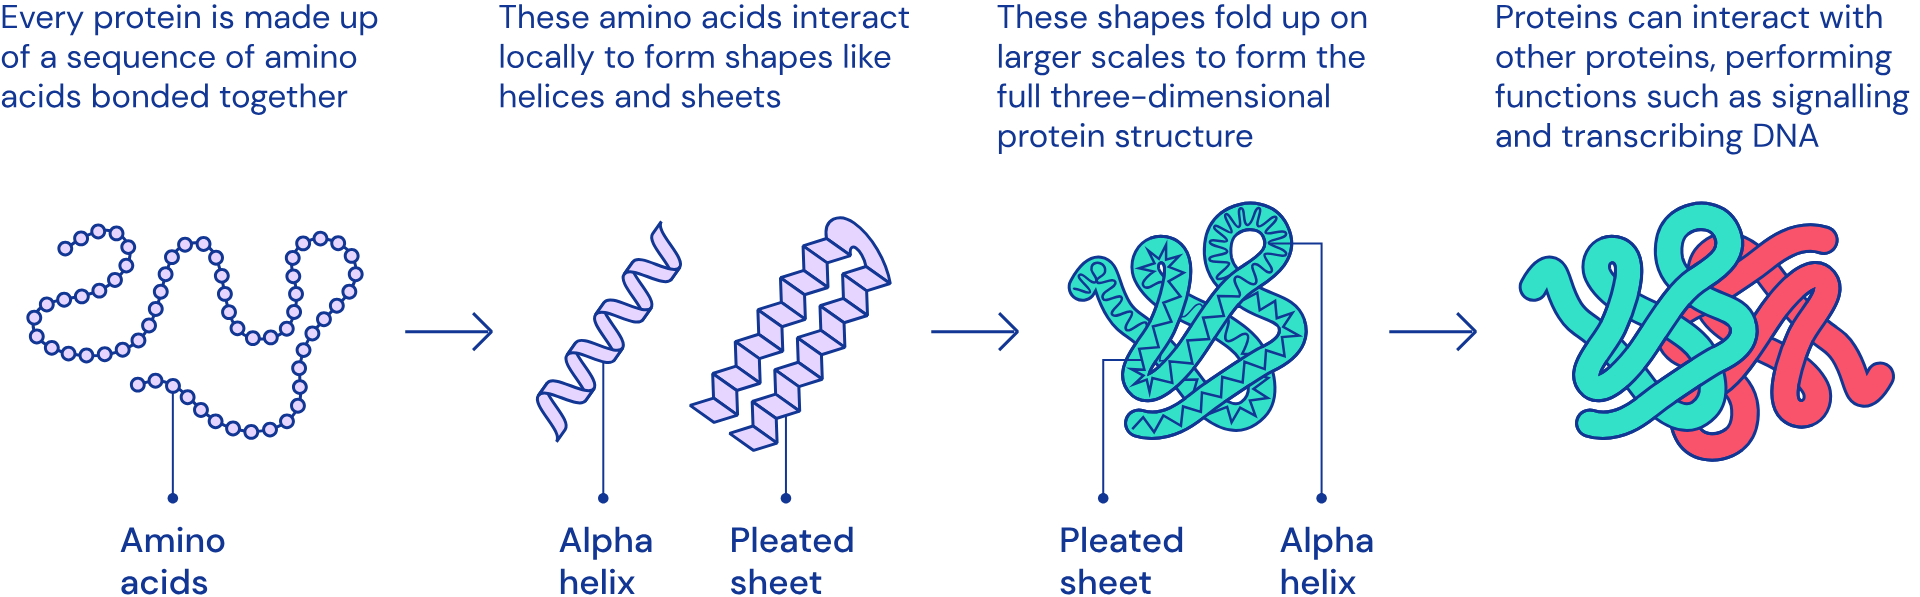 Every protein is made up
of a sequence of amino
acids bonded together
These amino acids interact
locally to form shapes like
helices and sheets
These shapes fold up on
larger scales to form the
full three-dimensional
protein structure
Proteins can interact with
other proteins, performing
functions such as signalling
and transcribing DNA
Amino
acids
Alpha
helix
Pleated
sheet
Pleated
sheet
Alpha
helix